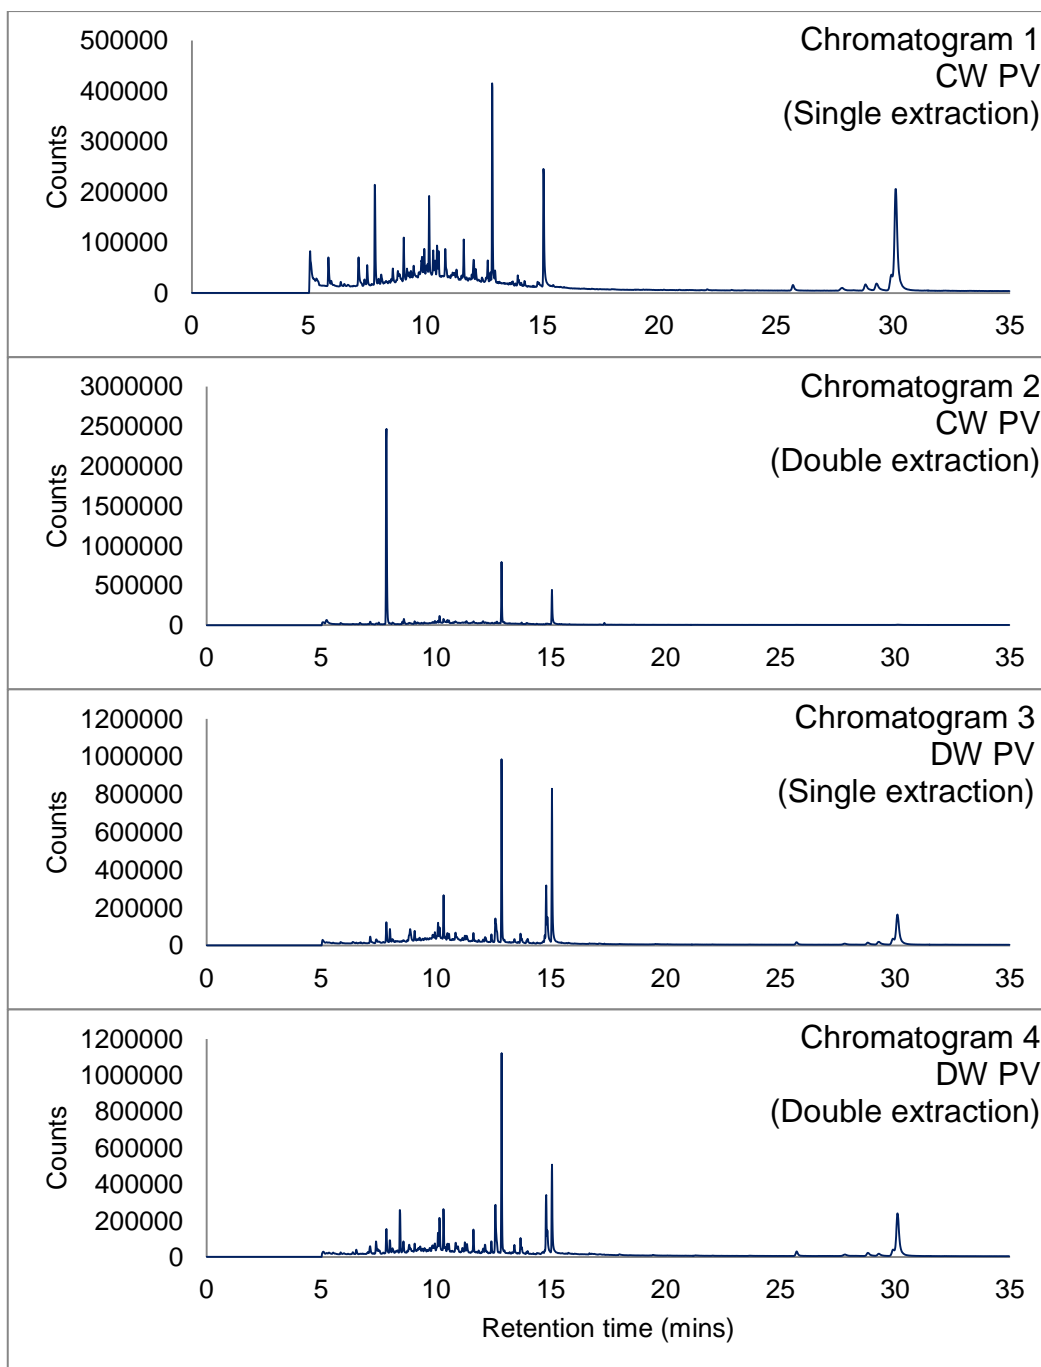 Chromatogram 1
CW PV
(Single extraction)
Counts
500000
400000
300000
200000
100000
0
0 5 10 15 20 25 30 35
Chromatogram 2
CW PV
(Double extraction)
Counts
3000000
2500000
2000000
1500000
1000000
500000
0
0 5 10 15 20 25 30 35
Chromatogram 3
DW PV
(Single extraction)
Counts
1200000
1000000
800000
600000
400000
200000
0
0 5 10 15 20 25 30 35
Chromatogram 4
DW PV
(Double extraction)
Counts
1200000
1000000
800000
600000
400000
200000
0
0 5 10 15 20 25 30 35
Retention time (mins)